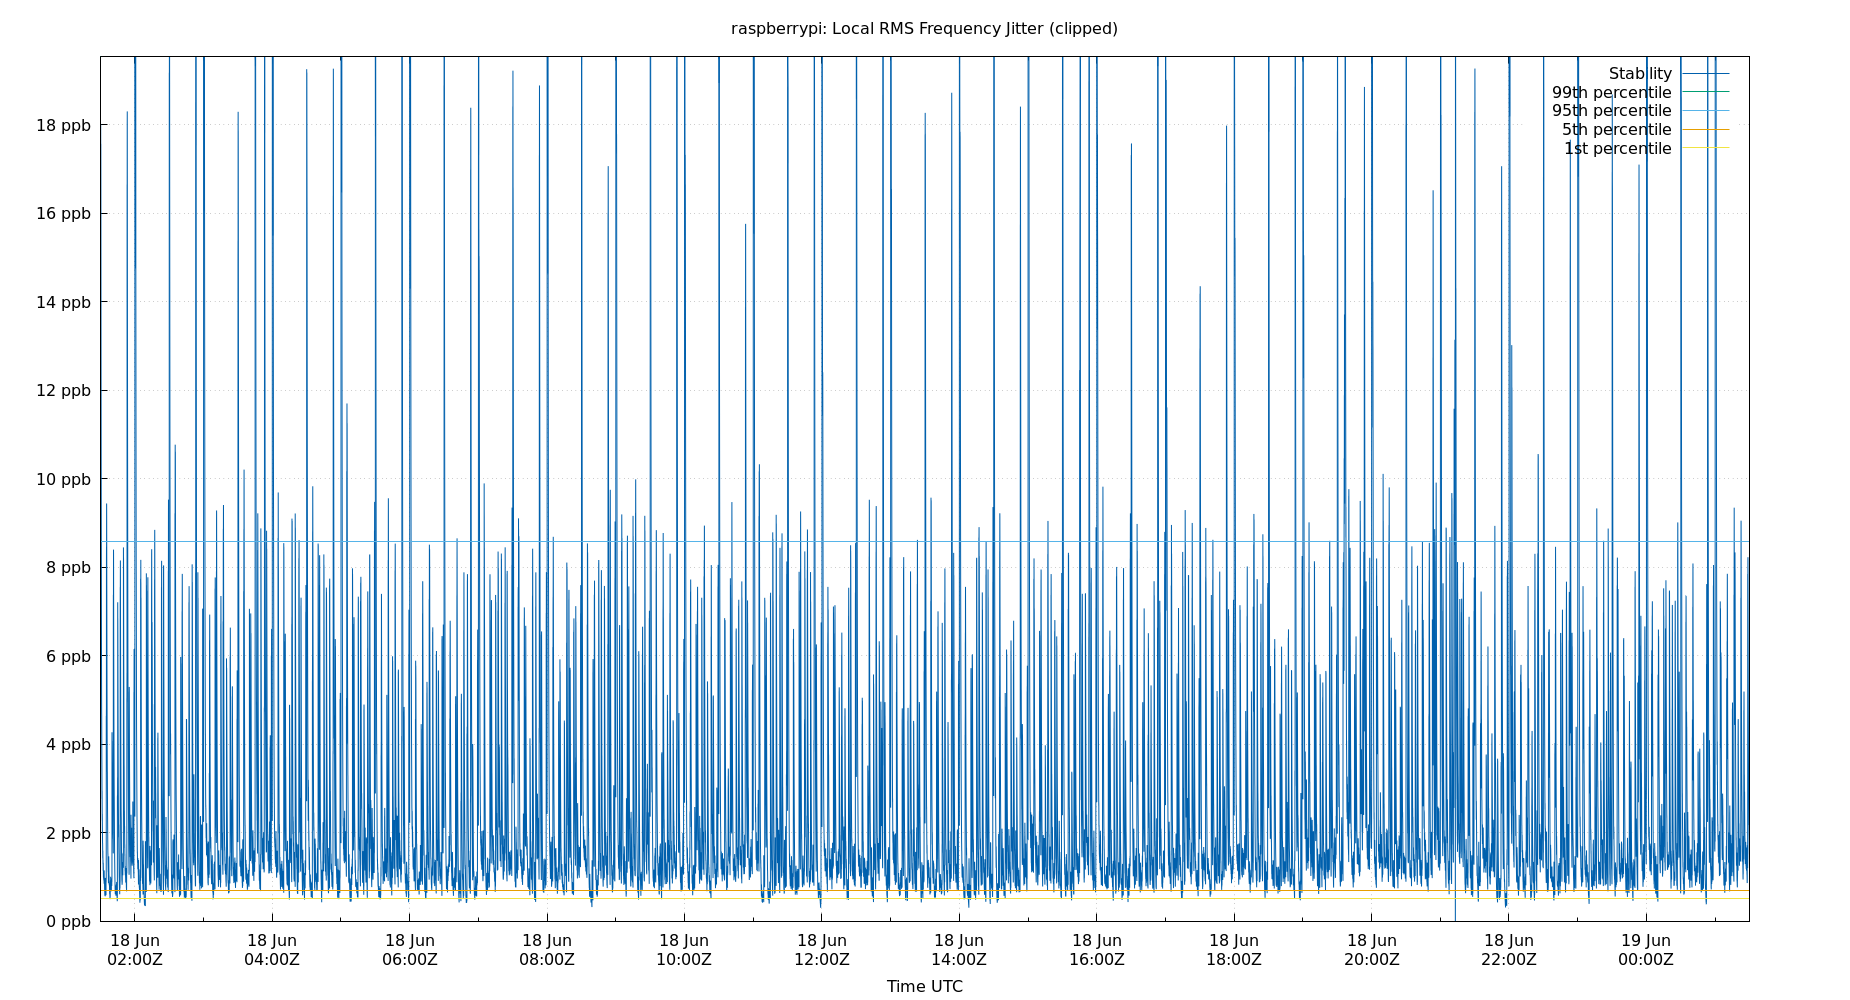 raspberrypi: Local RMS Frequency Jitter (clipped)
Stability
99th percentile
95th percentile
5th percentile
1st percentile
18 ppb
16 ppb
14 ppb
12 ppb
10 ppb
8 ppb
6 ppb
4 ppb
2 ppb
0 ppb
18 Jun 18 Jun 18 Jun 18 Jun 18 Jun 18 Jun 18 Jun 18 Jun 18 Jun 18 Jun 18 Jun 19 Jun
02:00Z 04:00Z 06:00Z 08:00Z 10:00Z 12:00Z 14:00Z 16:00Z 18:00Z 20:00Z 22:00Z 00:00Z
Time UTC